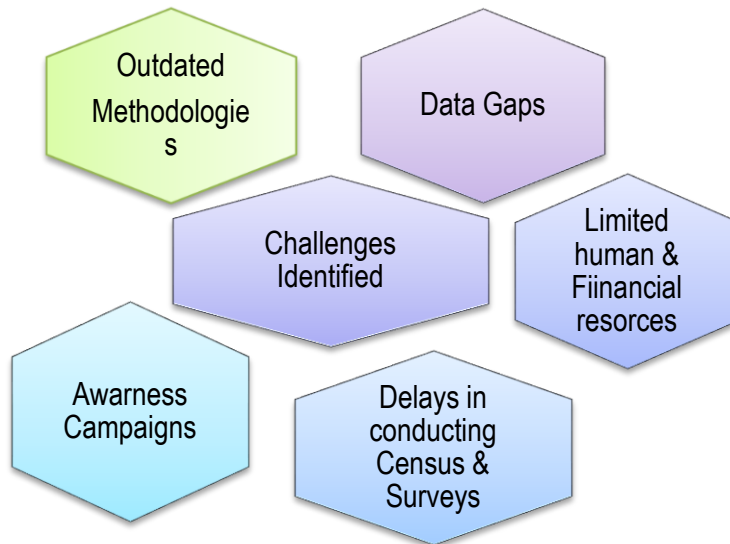 Outdated
Methodologie
s
Data Gaps
Challenges
Identified
Limited
human &
Fiinancial
resorces
Awarness
Campaigns
Delays in
conducting
Census &
Surveys